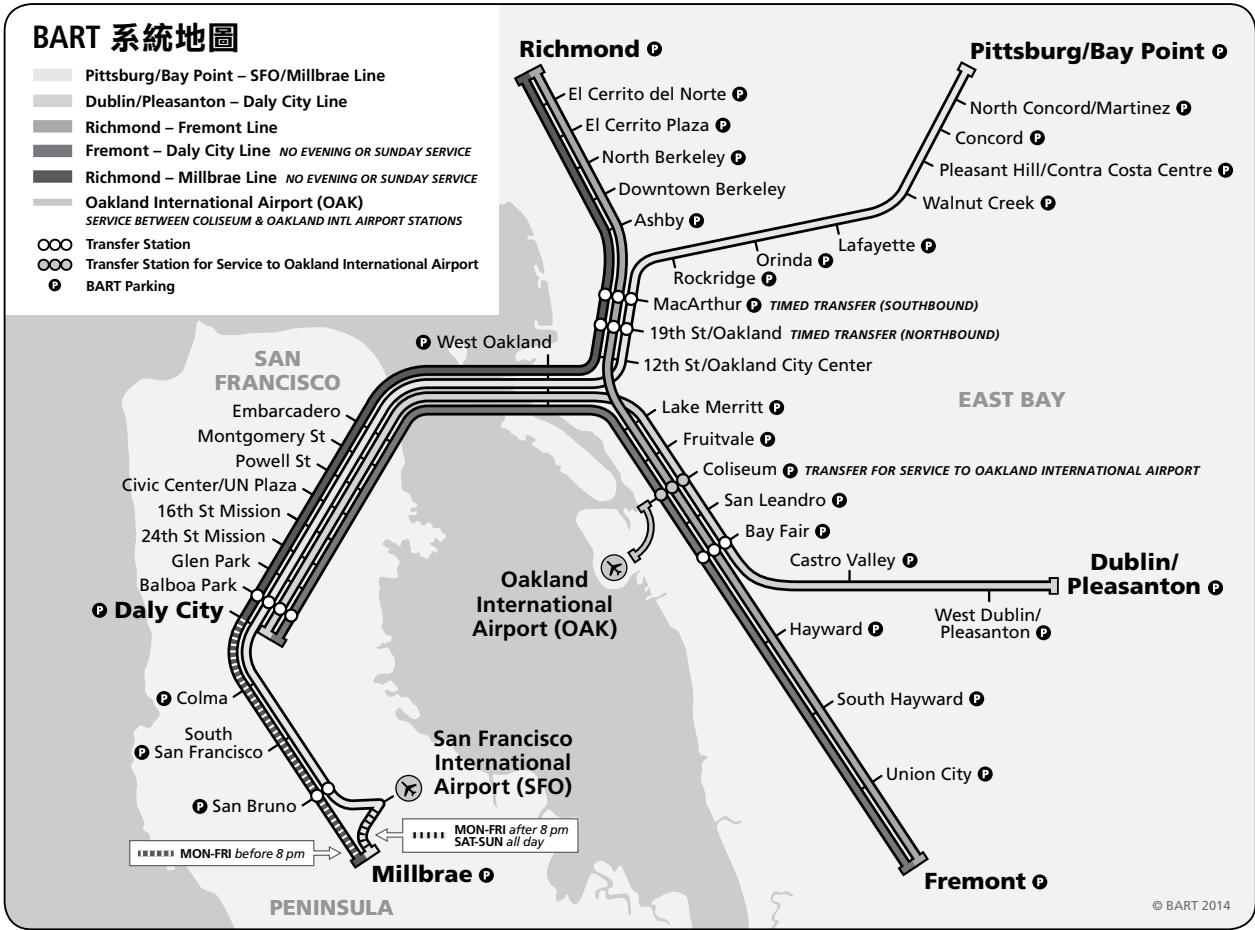 BART 系統地圖
Pittsburg/Bay Point – SFO/Millbrae Line
Dublin/Pleasanton – Daly City Line
Richmond – Fremont Line
Fremont – Daly City Line NO EVENING OR SUNDAY SERVICE
Richmond – Millbrae Line NO EVENING OR SUNDAY SERVICE
Oakland International Airport (OAK)
SERVICE BETWEEN COLISEUM & OAKLAND INTL AIRPORT STATIONS
Transfer Station
Transfer Station for Service to Oakland International Airport
P BART Parking
Richmond P
El Cerrito del Norte P
El Cerrito Plaza P
North Berkeley P
Downtown Berkeley
Ashby P
Pittsburg/Bay Point P
North Concord/Martinez P
Concord P
Pleasant Hill/Contra Costa Centre P
Walnut Creek P
Lafayette P
Orinda P
Rockridge P
MacArthur P TIMED TRANSFER (SOUTHBOUND)
19th St/Oakland TIMED TRANSFER (NORTHBOUND)
12th St/Oakland City Center
P West Oakland
SAN
FRANCISCO
EAST BAY
Embarcadero
Montgomery St
Powell St
Civic Center/UN Plaza
16th St Mission
24th St Mission
Glen Park
Balboa Park
P Daly City
Lake Merritt P
Fruitvale P
Coliseum P TRANSFER FOR SERVICE TO OAKLAND INTERNATIONAL AIRPORT
San Leandro P
Bay Fair P
Castro Valley P
Dublin/
Pleasanton P
West Dublin/
Pleasanton P
Oakland
International
Airport (OAK)
Hayward P
South Hayward P
Union City P
Fremont P
P Colma
South
P San Francisco
P San Bruno
San Francisco
International
Airport (SFO)
MON-FRI before 8 pm
MON-FRI after 8 pm
SAT-SUN all day
Millbrae P
PENINSULA
© BART 2014